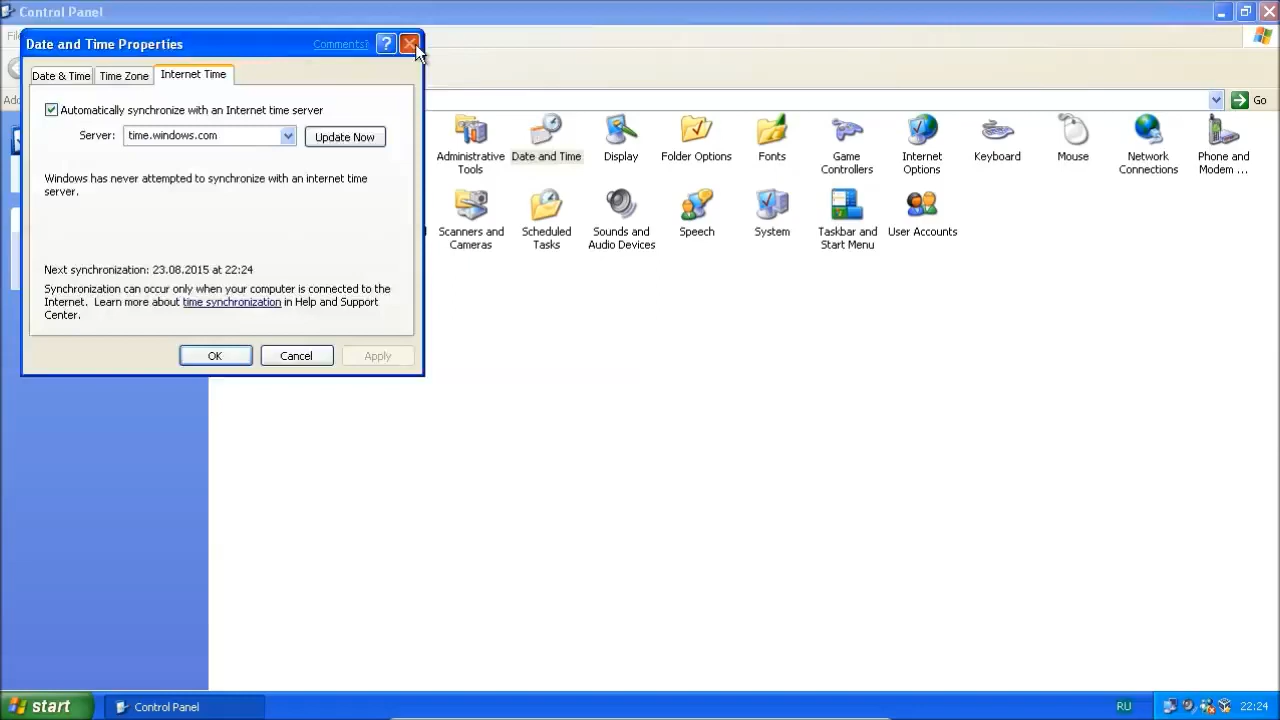 Control Panel
Date and Time Properties
Comments?
Date & Time
Time Zone
Internet Time
Automatically synchronize with an Internet time server
Server:
time.windows.com
Update Now
Windows has never attempted to synchronize with an internet time
server.
Next synchronization: 23.08.2015 at 22:24
Synchronization can occur only when your computer is connected to the
Internet. Learn more about time synchronization in Help and Support
Center.
OK
Cancel
Apply
Go
Administrative
Tools
Date and Time
Display
Folder Options
Fonts
Game
Controllers
Internet
Options
Keyboard
Mouse
Network
Connections
Phone and
Modem ...
Scanners and
Cameras
Scheduled
Tasks
Sounds and
Audio Devices
Speech
System
Taskbar and
Start Menu
User Accounts
start
Control Panel
RU
22:24